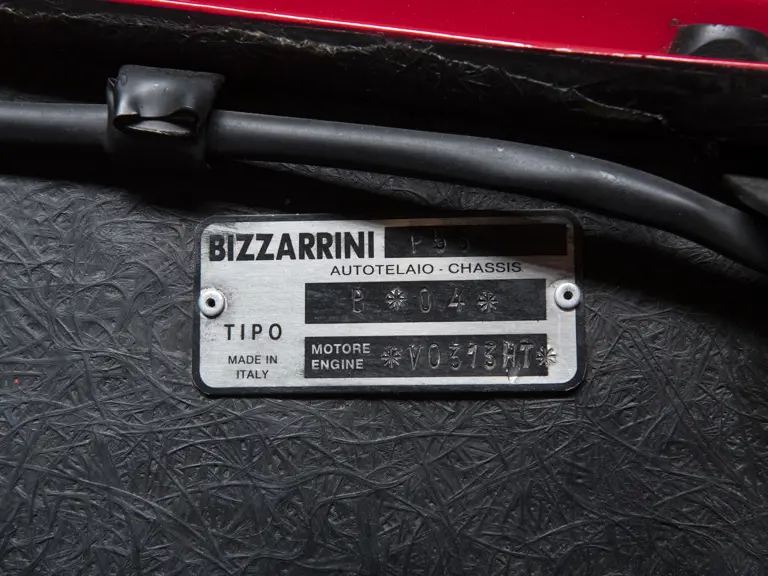 BIZZARRINI
AUTOTELAIO - CHASSIS
B *04*
TIPO
MADE IN
ITALY
MOTORE
ENGINE
*V0313HT*